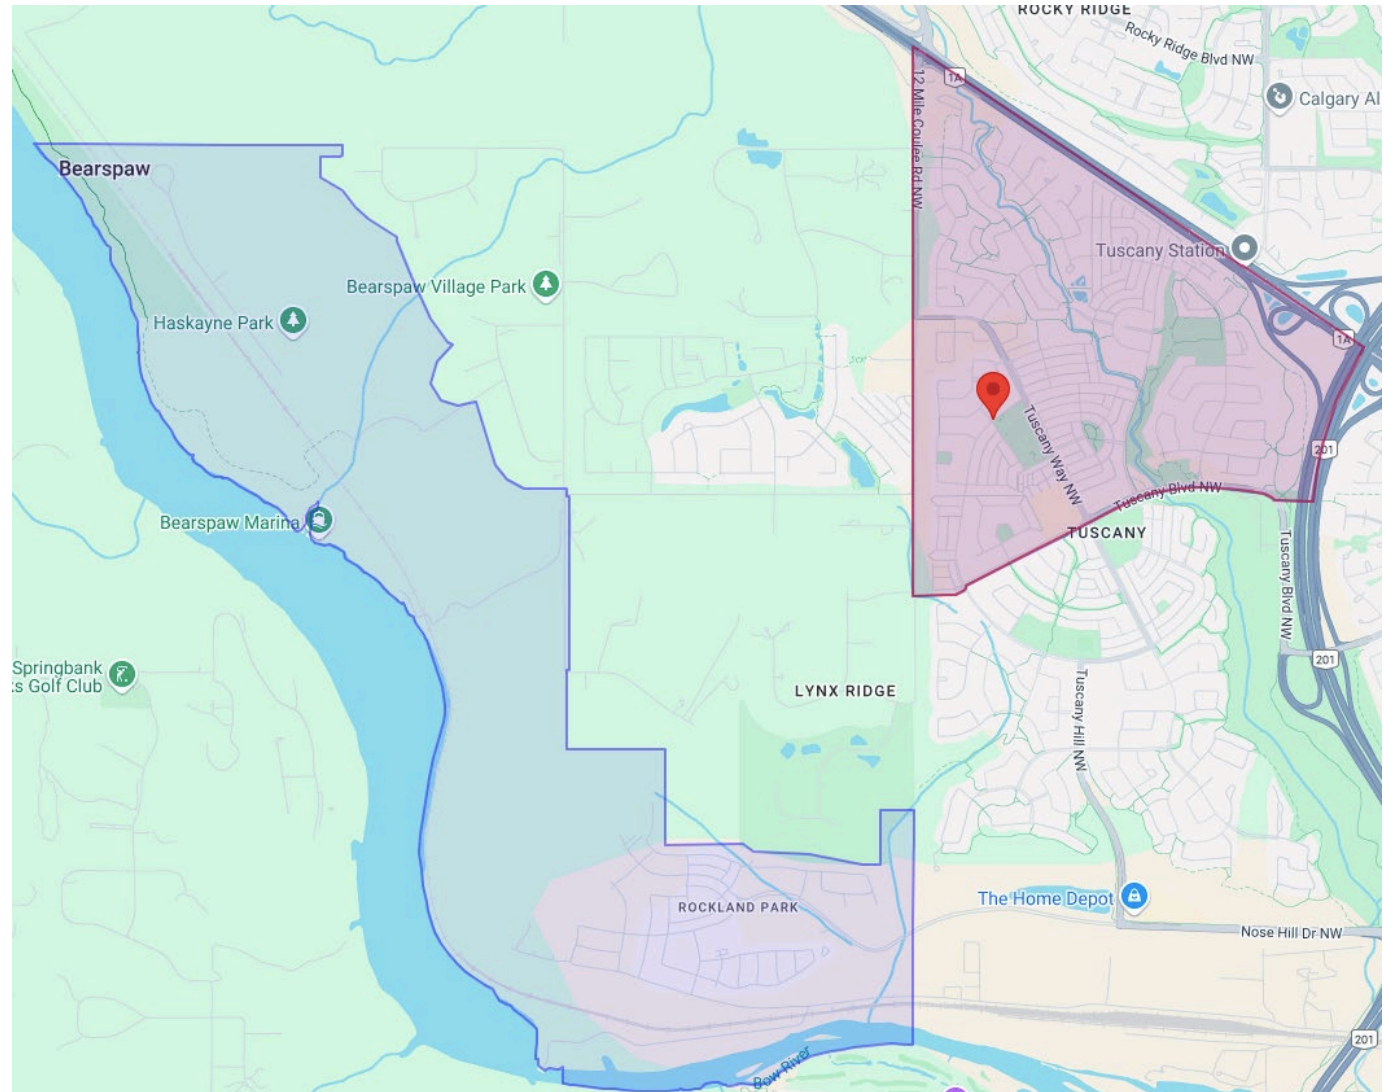 ROCKY RIDGE
Rocky Ridge Blvd NW
1A
12 Mile Coulee Rd NW
Calgary Al
Bearspaw
Tuscany Station
Bearspaw Village Park
Haskayne Park
1A
Tuscany Way NW
201
Tuscany Blvd NW
Bearspaw Marina
TUSCANY
Tuscany Blvd NW
Springbank
ks Golf Club
201
LYNX RIDGE
Tuscany Hill NW
The Home Depot
ROCKLAND PARK
Nose Hill Dr NW
201
Bow River